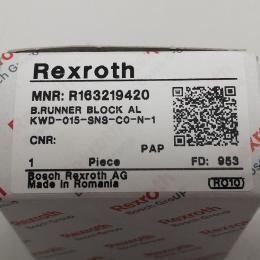 Rexroth
MNR: R163219420
B.RUNNER BLOCK AL
KWD-015-SNS-C0-N-1
CNR:
PAP
1 Piece FD: 953
Bosch Rexroth AG
Made in Romania
RO10